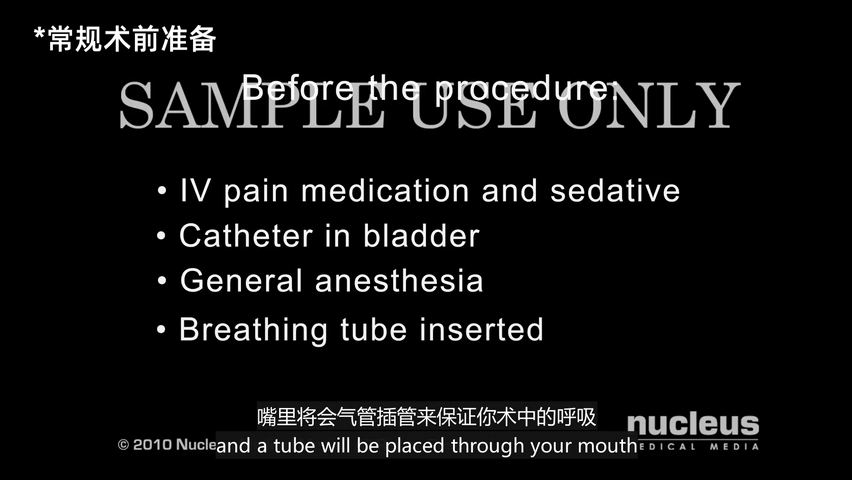 *常规术前准备
Before the procedure:
SAMPLE USE ONLY
• IV pain medication and sedative
• Catheter in bladder
• General anesthesia
• Breathing tube inserted
嘴里将会气管插管来保证你术中的呼吸
and a tube will be placed through your mouth
© 2010 Nucle
nucleus
MEDICAL MEDIA